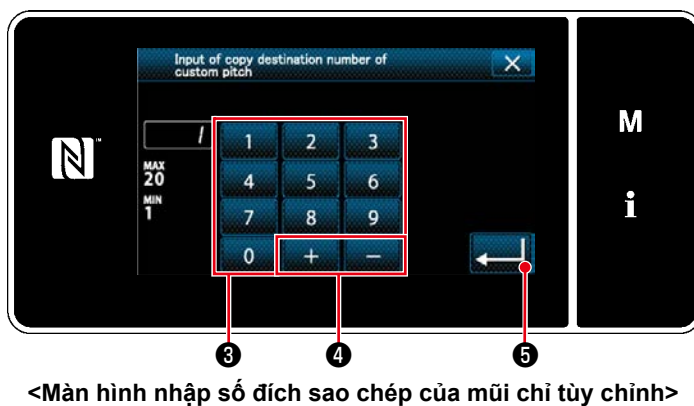 Input of copy destination number of
custom pitch
X
1
MAX
20
MIN
1
1 2 3
4 5 6
7 8 9
0 + −
N™
M
i
❸ ❹ ❺
<Màn hình nhập số đích sao chép của mũi chỉ tùy chỉnh>